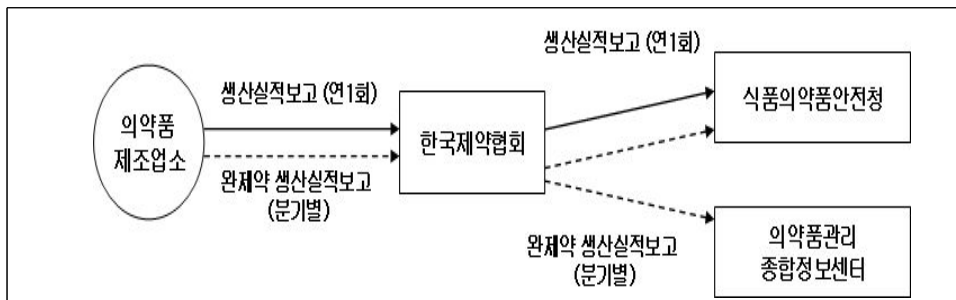 생산실적보고 (연1회)
생산실적보고 (연1회)
의약품
제조업소
한국제약협회
식품의약품안전청
완제약 생산실적보고
(분기별)
완제약 생산실적보고
(분기별)
의약품관리
종합정보센터